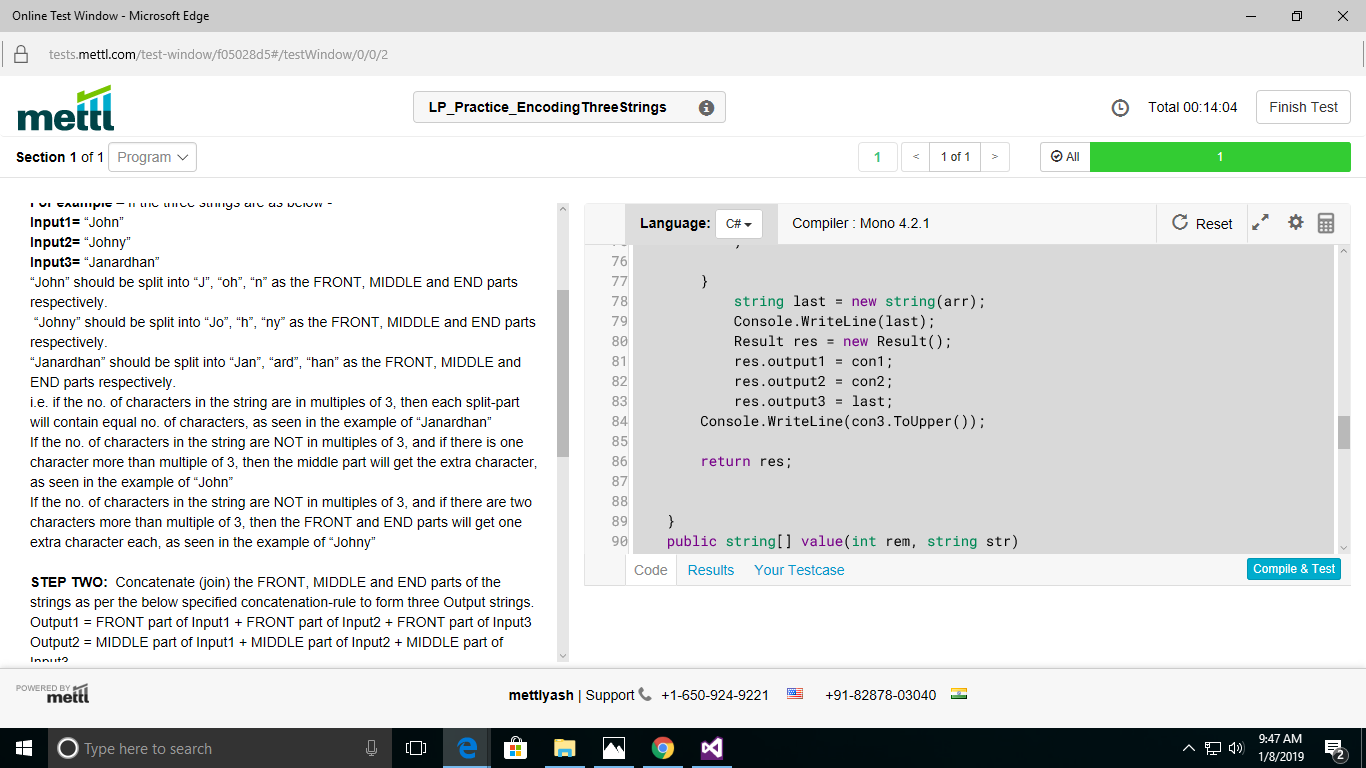 Online Test Window - Microsoft Edge
tests.mettl.com/test-window/f05028d5#/testWindow/0/0/2
mettl
LP_Practice_EncodingThreeStrings
Total 00:14:04
Finish Test
Section 1 of 1 Program
1 < 1 of 1 > All 1
For example – If the three strings are as below -
Input1= “John”
Input2= “Johny”
Input3= “Janardhan”
“John” should be split into “J”, “oh”, “n” as the FRONT, MIDDLE and END parts
respectively.
“Johny” should be split into “Jo”, “h”, “ny” as the FRONT, MIDDLE and END parts
respectively.
“Janardhan” should be split into “Jan”, “ard”, “han” as the FRONT, MIDDLE and
END parts respectively.
i.e. if the no. of characters in the string are in multiples of 3, then each split-part
will contain equal no. of characters, as seen in the example of “Janardhan”
If the no. of characters in the string are NOT in multiples of 3, and if there is one
character more than multiple of 3, then the middle part will get the extra character,
as seen in the example of “John”
If the no. of characters in the string are NOT in multiples of 3, and if there are two
characters more than multiple of 3, then the FRONT and END parts will get one
extra character each, as seen in the example of “Johny”
STEP TWO: Concatenate (join) the FRONT, MIDDLE and END parts of the
strings as per the below specified concatenation-rule to form three Output strings.
Output1 = FRONT part of Input1 + FRONT part of Input2 + FRONT part of Input3
Output2 = MIDDLE part of Input1 + MIDDLE part of Input2 + MIDDLE part of
Input3
Language: C# Compiler : Mono 4.2.1 Reset
76
77 }
78 string last = new string(arr);
79 Console.WriteLine(last);
80 Result res = new Result();
81 res.output1 = con1;
82 res.output2 = con2;
83 res.output3 = last;
84 Console.WriteLine(con3.ToUpper());
85
86 return res;
87
88
89 }
90 public string[] value(int rem, string str)
Code Results Your Testcase Compile & Test
POWERED BY mettl
mettlyash | Support +1-650-924-9221 +91-82878-03040
Type here to search
9:47 AM
1/8/2019
2